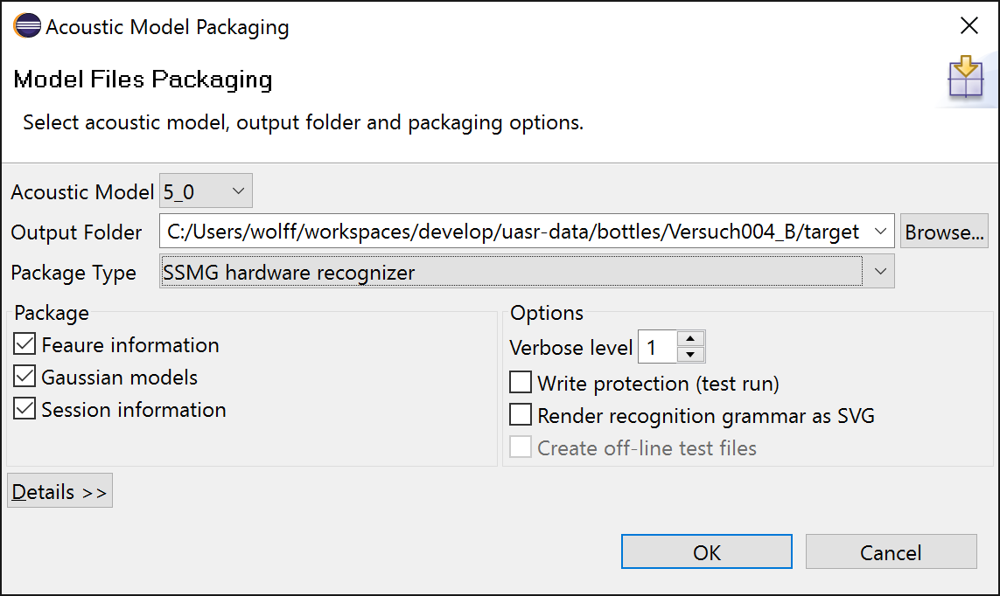 Acoustic Model Packaging
Model Files Packaging
Select acoustic model, output folder and packaging options.
Acoustic Model 5_0
Output Folder C:/Users/wolff/workspaces/develop/uasr-data/bottles/Versuch004_B/target Browse...
Package Type SSMG hardware recognizer
Package
Feaure information
Gaussian models
Session information
Options
Verbose level 1
Write protection (test run)
Render recognition grammar as SVG
Create off-line test files
Details >>
OK Cancel